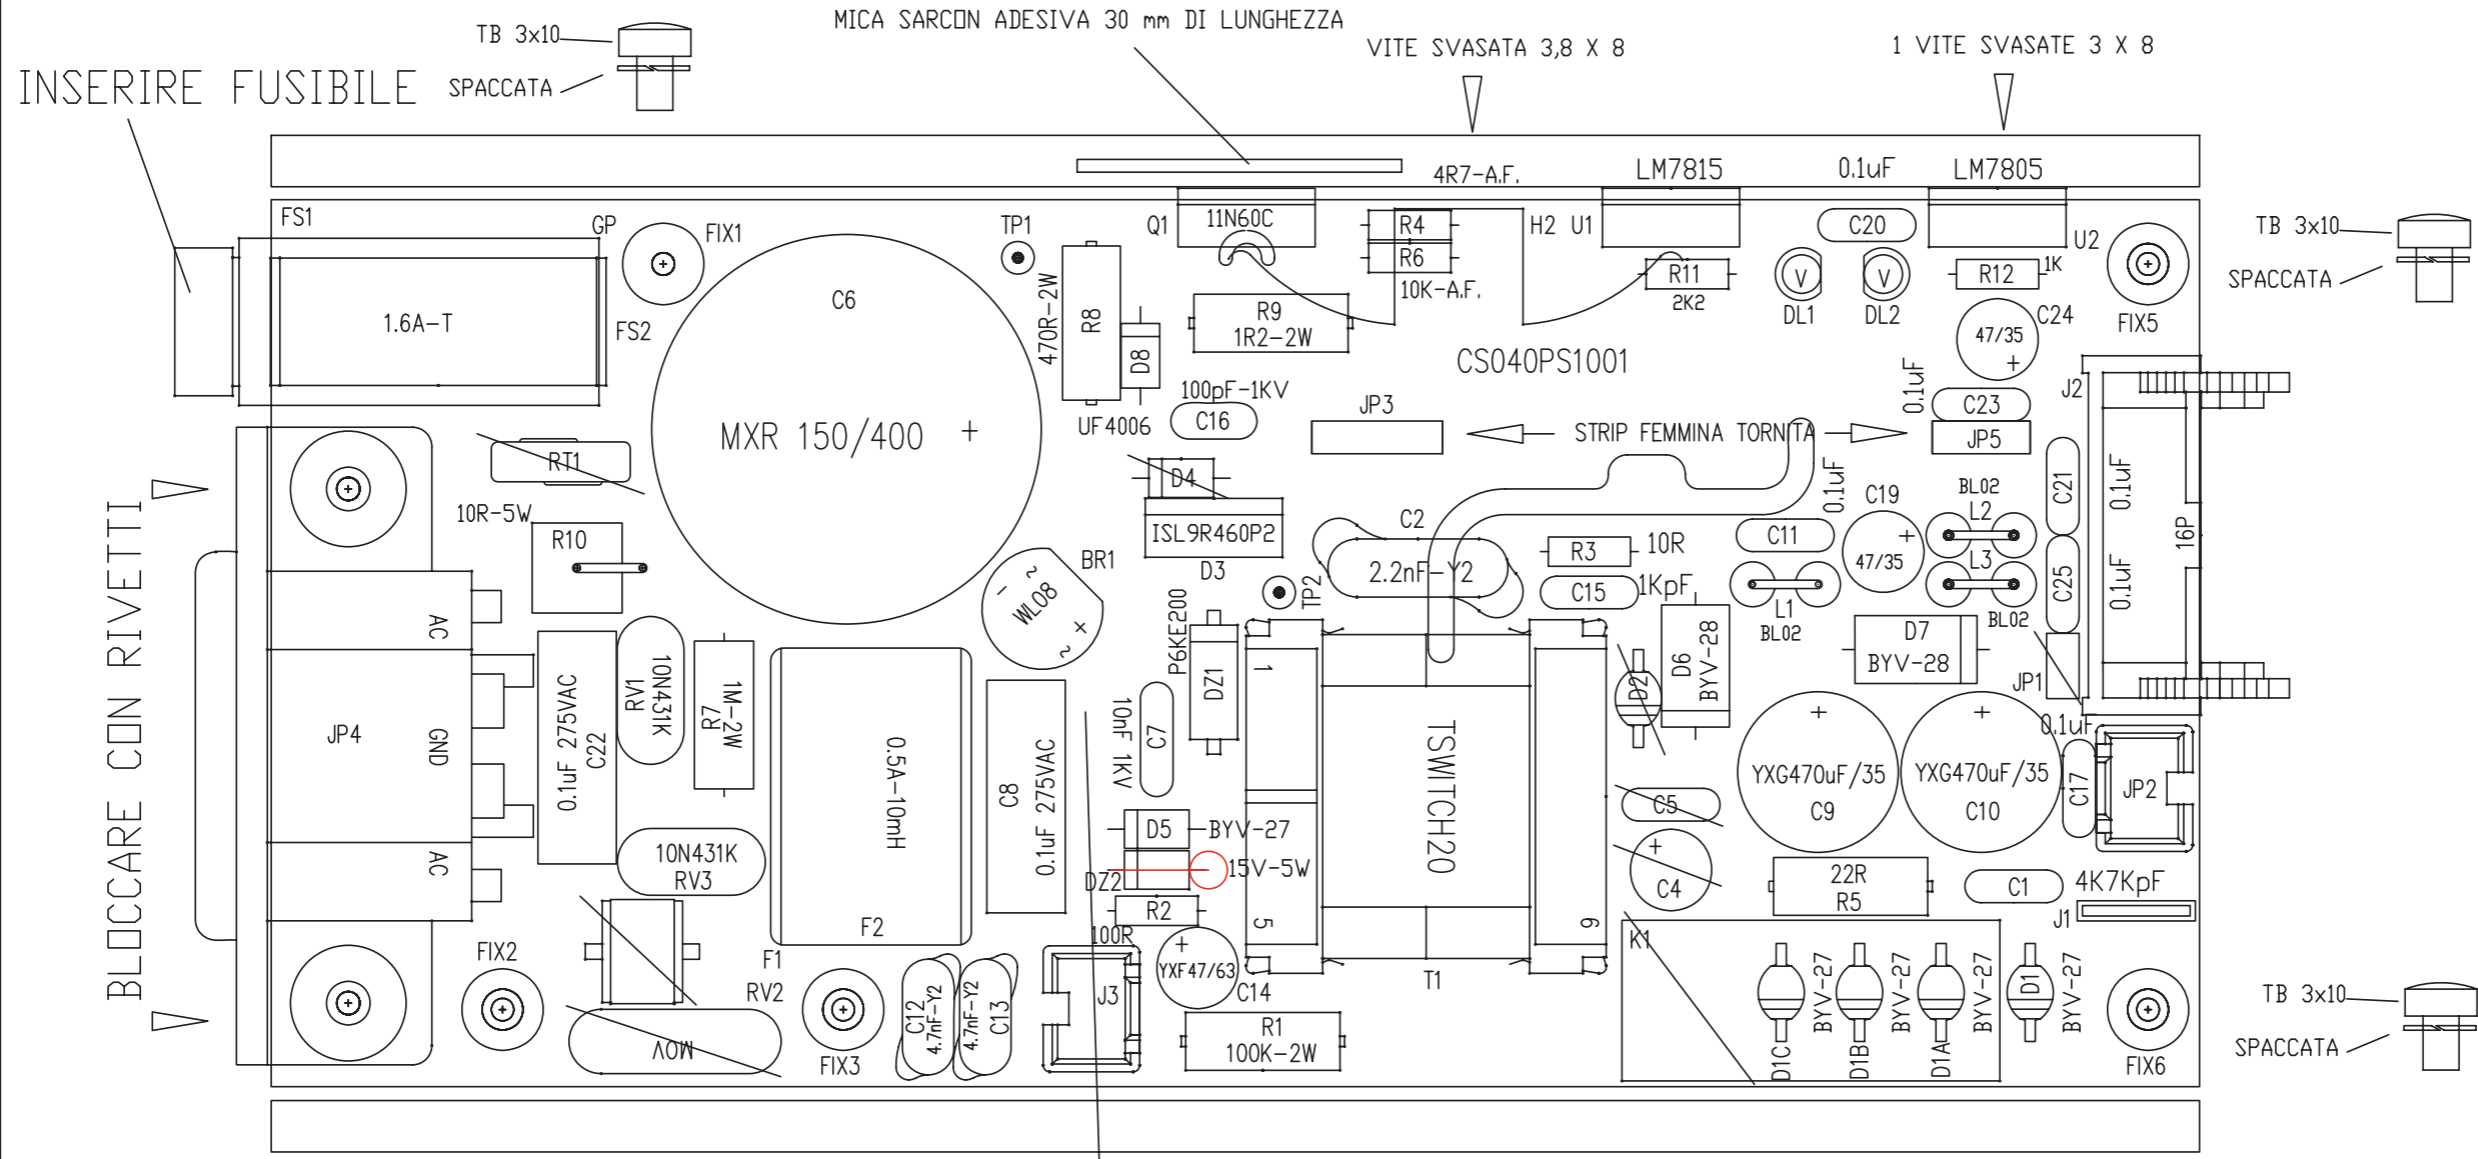 MICA SARCON ADESIVA 30 mm DI LUNGHEZZA
TB 3x10
SPACCATA
VITE SVASATA 3,8 X 8
1 VITE SVASATE 3 X 8
INSERIRE FUSIBILE
4R7-A.F.
LM7815
0.1uF
LM7805
FS1
GP
FIX1
TP1
Q1
11N60C
R4
H2
U1
C20
U2
TB 3x10
SPACCATA
R6
10K-A.F.
R11
2K2
V
V
DL1
DL2
R12
1K
FIX5
C6
1.6A-T
FS2
470R-2W
R8
D8
R9
1R2-2W
C24
47/35
+
CS040PS1001
MXR 150/400 +
UF4006
100pF-1KV
C16
JP3
STRIP FEMMINA TORNITA
0.1uF
C23
JP5
J2
RT1
D4
ISL9R460P2
D3
10R-5W
R10
BLOCCARE CON RIVETTI
C2
2.2nF-Y2
R3
10R
0.1uF
C11
C19
+
47/35
BL02
L2
L3
BL02
C21
0.1uF
C25
0.1uF
16P
BR1
~
-
WL08
+
~
TP2
C15
1KpF
L1
BL02
AC
JP4
GND
AC
0.1uF 275VAC
C22
RV1
10N431K
R7
1M-2W
0.5A-10mH
F2
C8
0.1uF 275VAC
P6KE200
DZ1
10nF 1KV
C7
1
5
6
TSWITCH20
T1
D2
D6
BYV-28
D7
BYV-28
JP1
0.1uF
+
YXG470uF/35
C9
+
YXG470uF/35
C10
C17
JP2
10N431K
RV3
D5
BYV-27
DZ2
15V-5W
R2
100R
C5
+
C4
22R
R5
C1
4K7KpF
J1
FIX2
F1
RV2
MOV
FIX3
C12
4.7nF-Y2
4.7nF-Y2
C13
J3
+
YXF47/63
C14
R1
100K-2W
K1
D1C
BYV-27
D1B
BYV-27
D1A
BYV-27
D1
BYV-27
FIX6
TB 3x10
SPACCATA